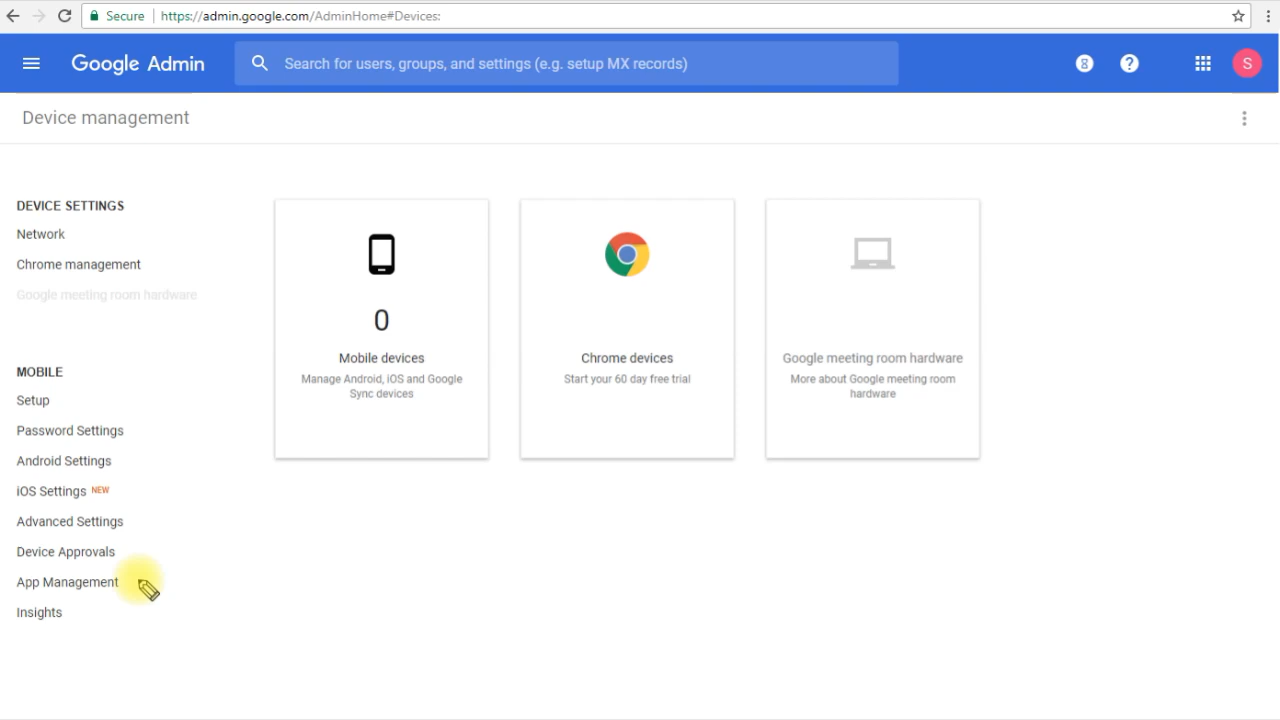 Secure https://admin.google.com/AdminHome#Devices:
Google Admin
Search for users, groups, and settings (e.g. setup MX records)
8
?
S
Device management
DEVICE SETTINGS
Network
Chrome management
Google meeting room hardware
MOBILE
Setup
Password Settings
Android Settings
iOS Settings NEW
Advanced Settings
Device Approvals
App Management
Insights
0
Mobile devices
Manage Android, iOS and Google
Sync devices
Chrome devices
Start your 60 day free trial
Google meeting room hardware
More about Google meeting room
hardware